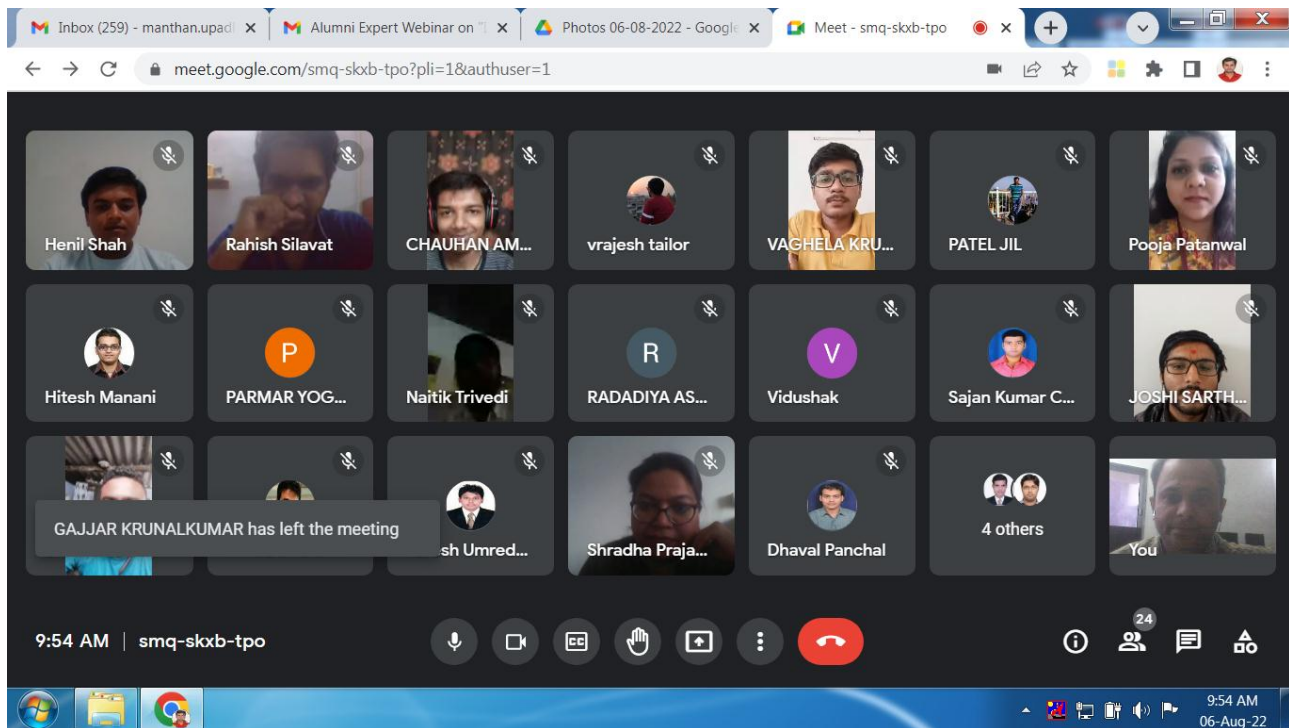 Inbox (259) - manthan.upad
Alumni Expert Webinar on "
Photos 06-08-2022 - Google
Meet - smq-skxb-tpo
meet.google.com/smq-skxb-tpo?pli=1&authuser=1
Henil Shah
Rahish Silavat
CHAUHAN AM...
vrajesh tailor
VAGHELA KRU...
PATEL JIL
Pooja Patanwal
Hitesh Manani
P
PARMAR YOG...
Naitik Trivedi
R
RADADIYA AS...
V
Vidushak
Sajan Kumar C...
JOSHI SARTH...
GAJJAR KRUNALKUMAR has left the meeting
sh Umred...
Shradha Praja...
Dhaval Panchal
4 others
You
9:54 AM | smq-skxb-tpo
CC
24
9:54 AM
06-Aug-22